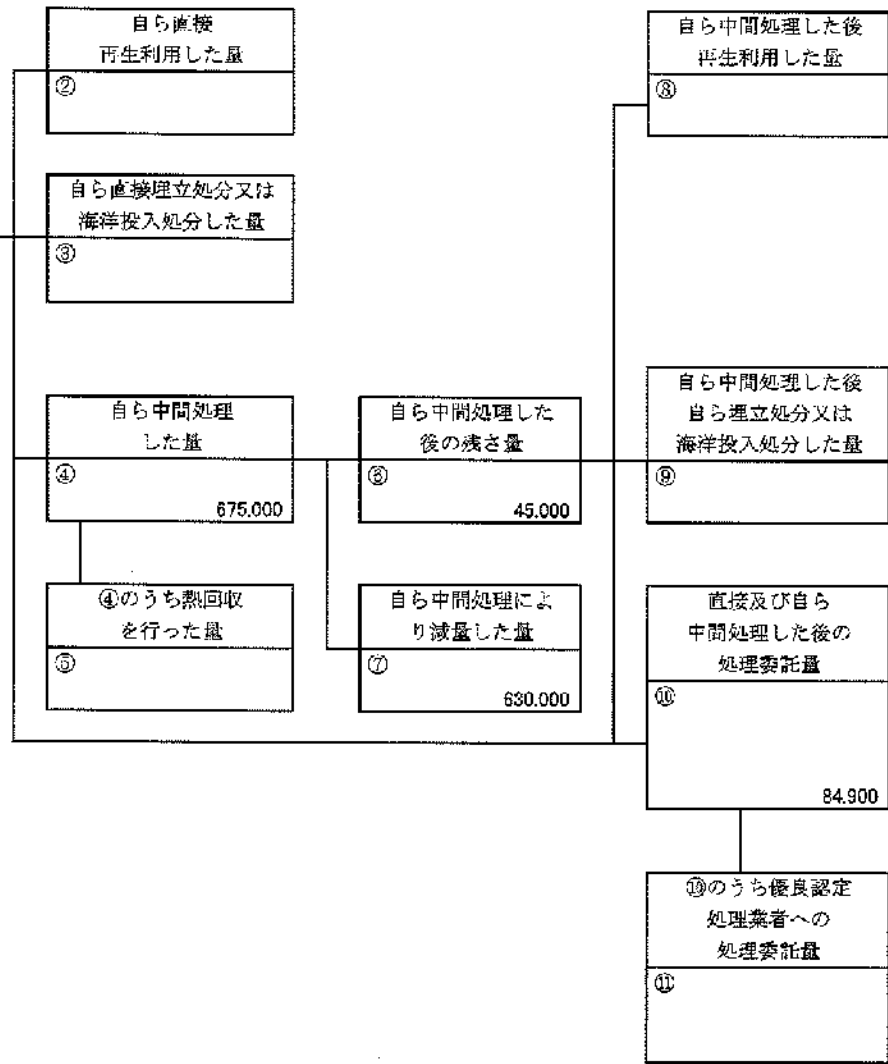 自ら直接
再生利用した量
②
自ら直接埋立処分又は
海洋投入処分した量
③
自ら中間処理
した量
④
675.000
④のうち熱回収
を行った量
⑤
自ら中間処理した
後の残さ量
⑥
45.000
自ら中間処理によ
り減量した量
⑦
630.000
自ら中間処理した後
再生利用した量
⑧
自ら中間処理した後
自ら埋立処分又は
海洋投入処分した量
⑨
直接及び自ら
中間処理した後の
処理委託量
⑩
84.900
⑩のうち優良認定
処理業者への
処理委託量
⑪